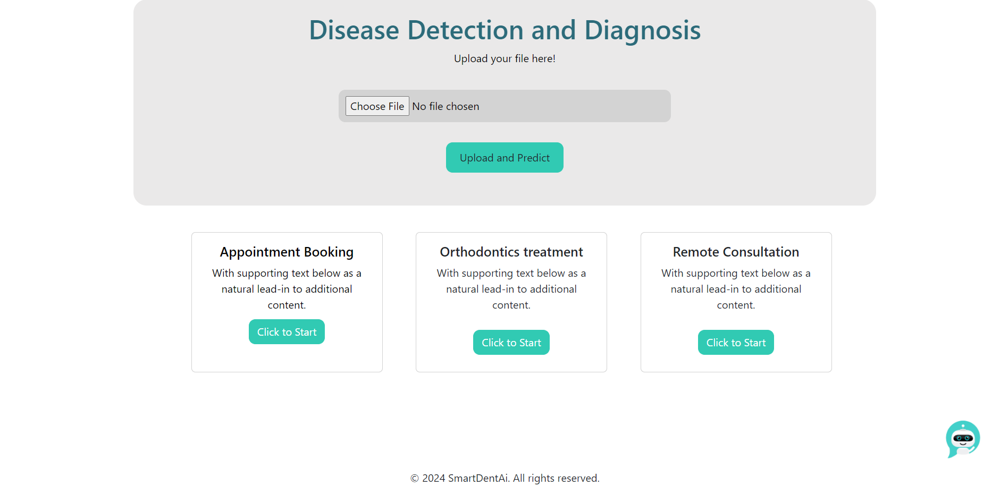 Disease Detection and Diagnosis
Upload your file here!
Choose File No file chosen
Upload and Predict
Appointment Booking
With supporting text below as a
natural lead-in to additional
content.
Click to Start
Orthodontics treatment
With supporting text below as a
natural lead-in to additional
content.
Click to Start
Remote Consultation
With supporting text below as a
natural lead-in to additional
content.
Click to Start
© 2024 SmartDentAi. All rights reserved.